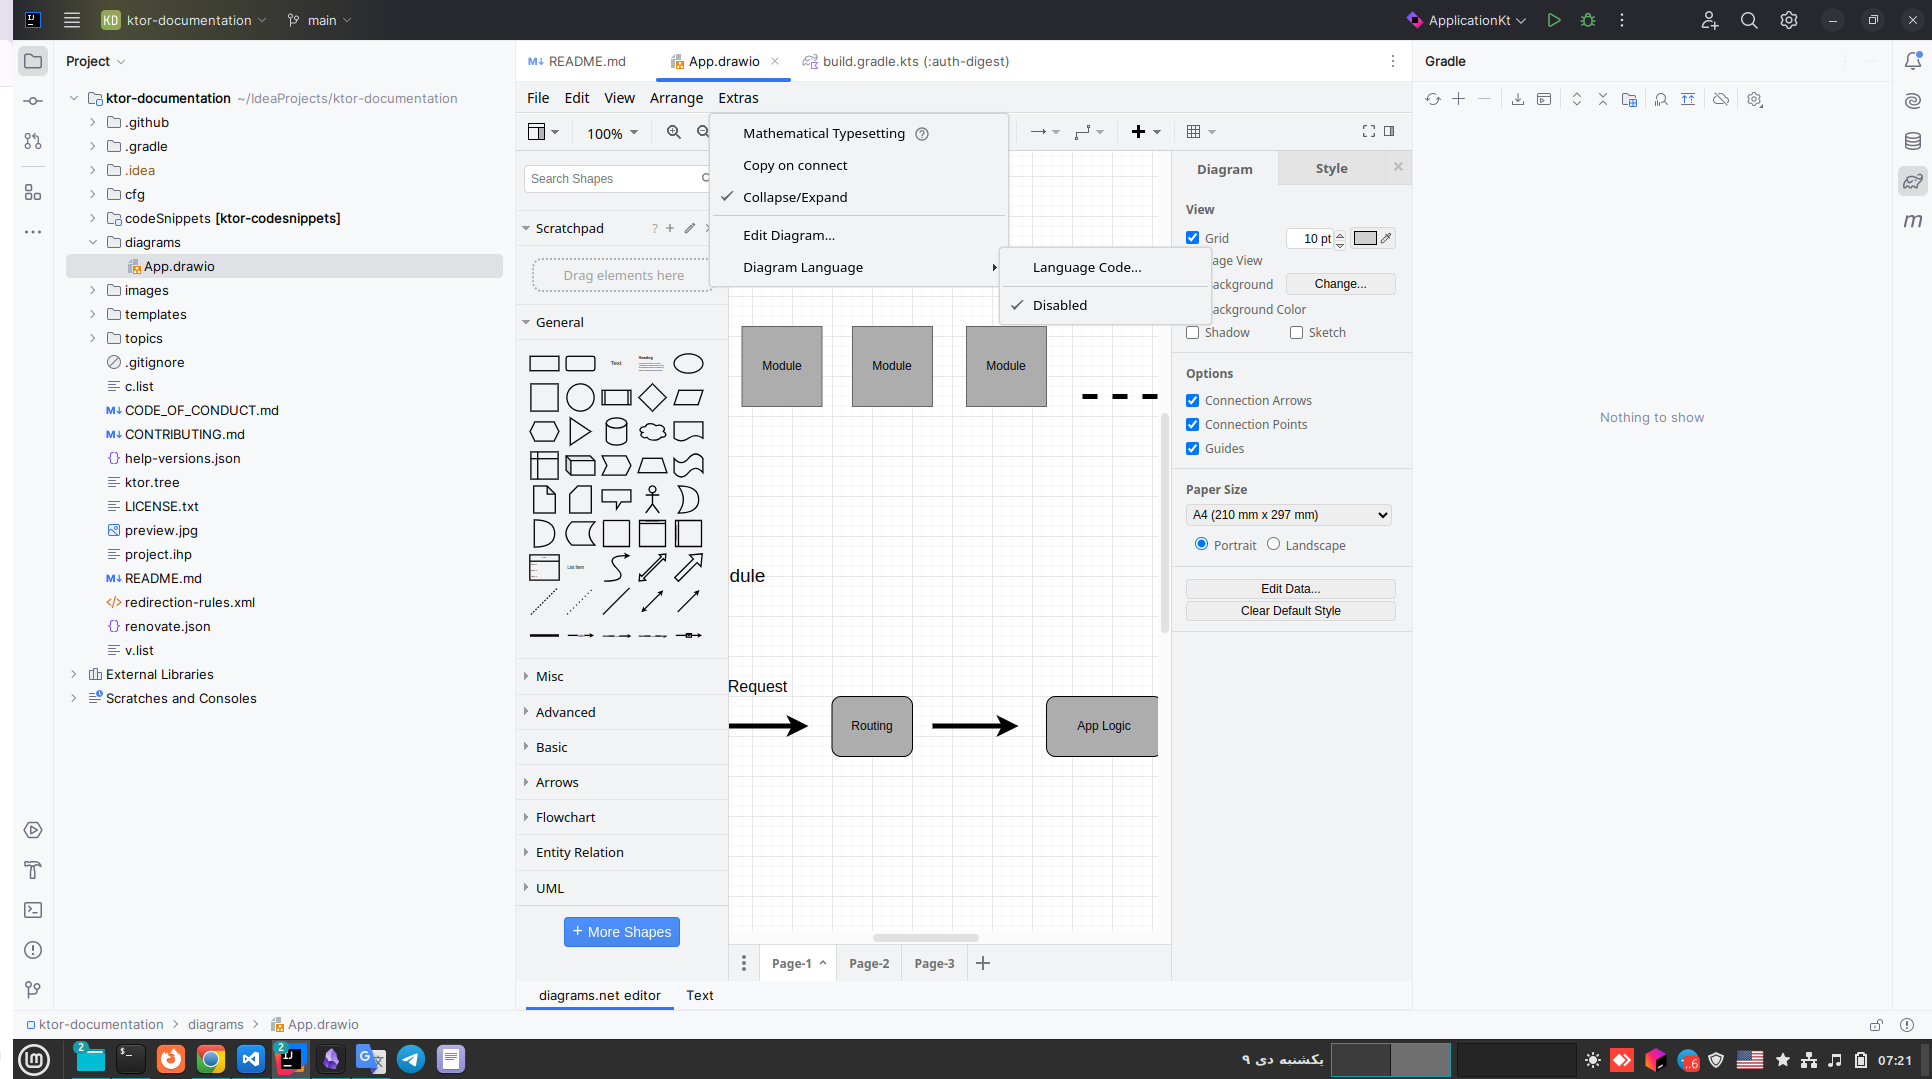 KD ktor-documentation
main
ApplicationKt
Project
ktor-documentation ~/IdeaProjects/ktor-documentation
.github
.gradle
.idea
cfg
codeSnippets [ktor-codesnippets]
diagrams
App.drawio
images
templates
topics
.gitignore
c.list
CODE_OF_CONDUCT.md
CONTRIBUTING.md
help-versions.json
ktor.tree
LICENSE.txt
preview.jpg
project.ihp
README.md
redirection-rules.xml
renovate.json
v.list
External Libraries
Scratches and Consoles
README.md
App.drawio
build.gradle.kts (:auth-digest)
File Edit View Arrange Extras
100%
Mathematical Typesetting
Copy on connect
Collapse/Expand
Edit Diagram...
Diagram Language
Language Code...
Disabled
Search Shapes
Scratchpad
Drag elements here
General
Text
Heading
List Item
Misc
Advanced
Basic
Arrows
Flowchart
Entity Relation
UML
+ More Shapes
Module
Module
Module
dule
Request
Routing
App Logic
Page-1
Page-2
Page-3
diagrams.net editor
Text
Diagram
Style
View
Grid
10 pt
age View
ackground
Change...
ackground Color
Shadow
Sketch
Options
Connection Arrows
Connection Points
Guides
Paper Size
A4 (210 mm x 297 mm)
Portrait
Landscape
Edit Data...
Clear Default Style
Gradle
Nothing to show
ktor-documentation
diagrams
App.drawio
2
2
یکشنبه دی ۹
07:21